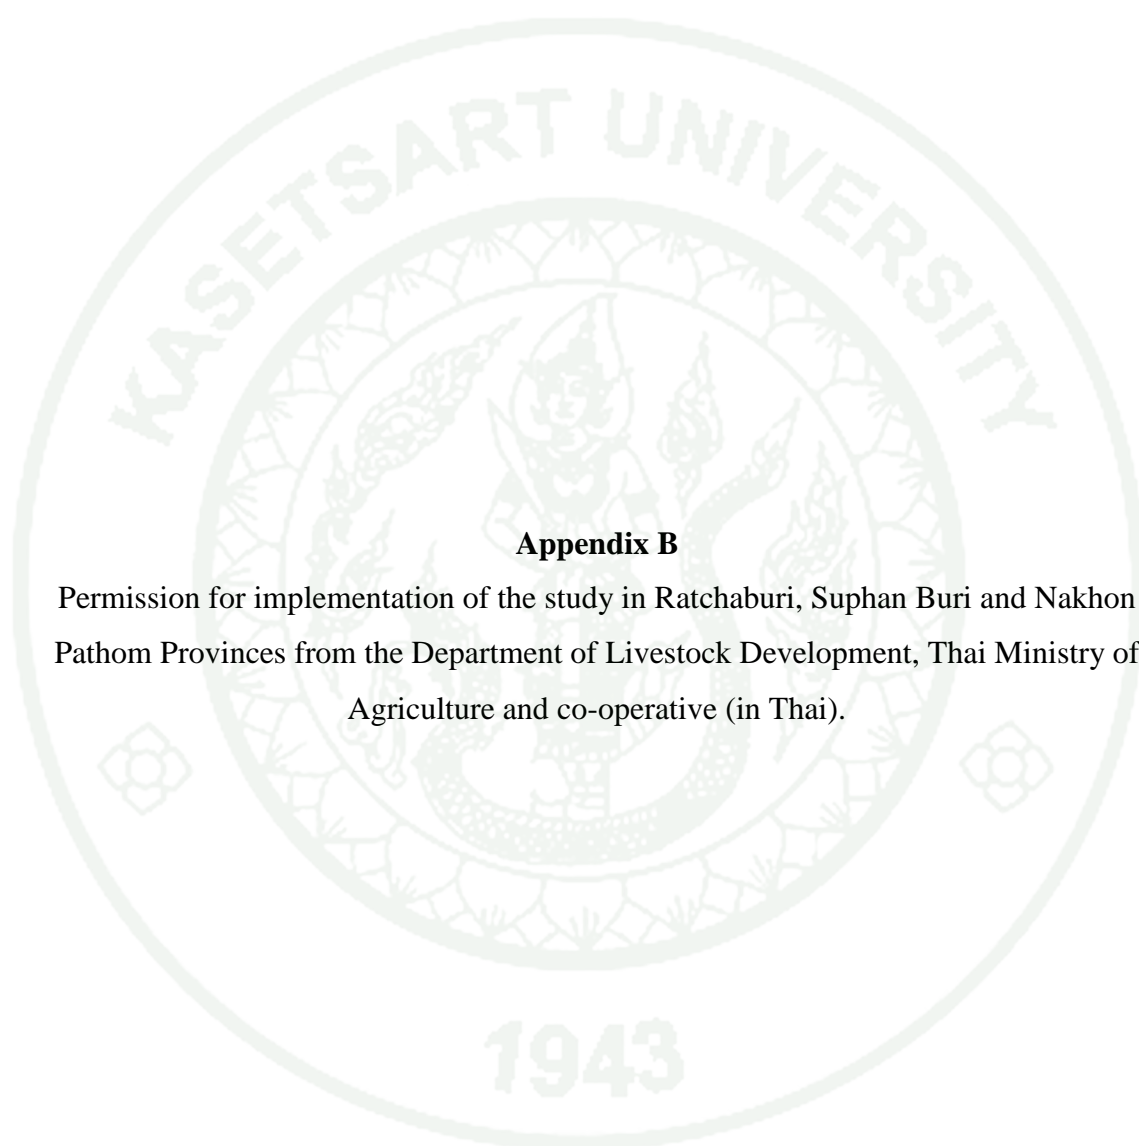 KASETSART UNIVERSITY
Appendix B
Permission for implementation of the study in Ratchaburi, Suphan Buri and Nakhon
Pathom Provinces from the Department of Livestock Development, Thai Ministry of
Agriculture and co-operative (in Thai).
1943